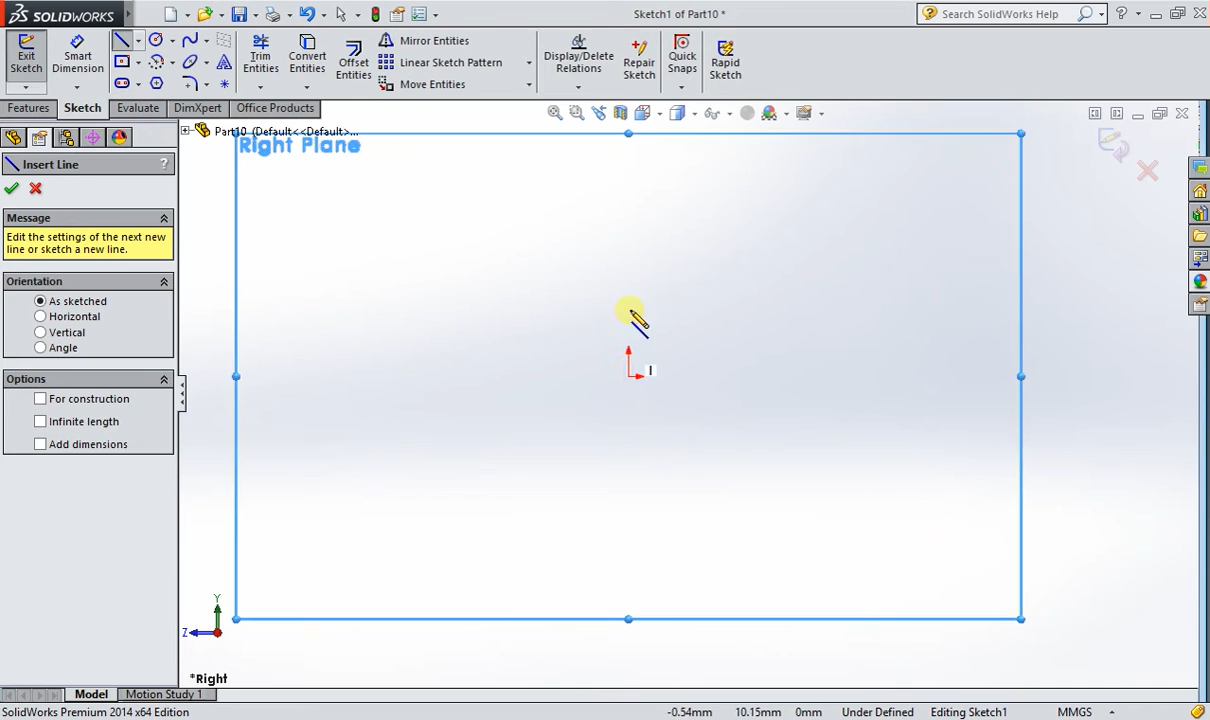 SOLIDWORKS
Sketch1 of Part10 *
Search SolidWorks Help
Exit Sketch
Smart Dimension
Trim Entities
Convert Entities
Offset Entities
Mirror Entities
Linear Sketch Pattern
Move Entities
Display/Delete Relations
Repair Sketch
Quick Snaps
Rapid Sketch
Features
Sketch
Evaluate
DimXpert
Office Products
Part10 (Default<<Default>...
Right Plane
Insert Line
?
Message
Edit the settings of the next new
line or sketch a new line.
Orientation
As sketched
Horizontal
Vertical
Angle
Options
For construction
Infinite length
Add dimensions
Y
Z
*Right
Model
Motion Study 1
SolidWorks Premium 2014 x64 Edition
-0.54mm
10.15mm
0mm
Under Defined
Editing Sketch1
MMGS